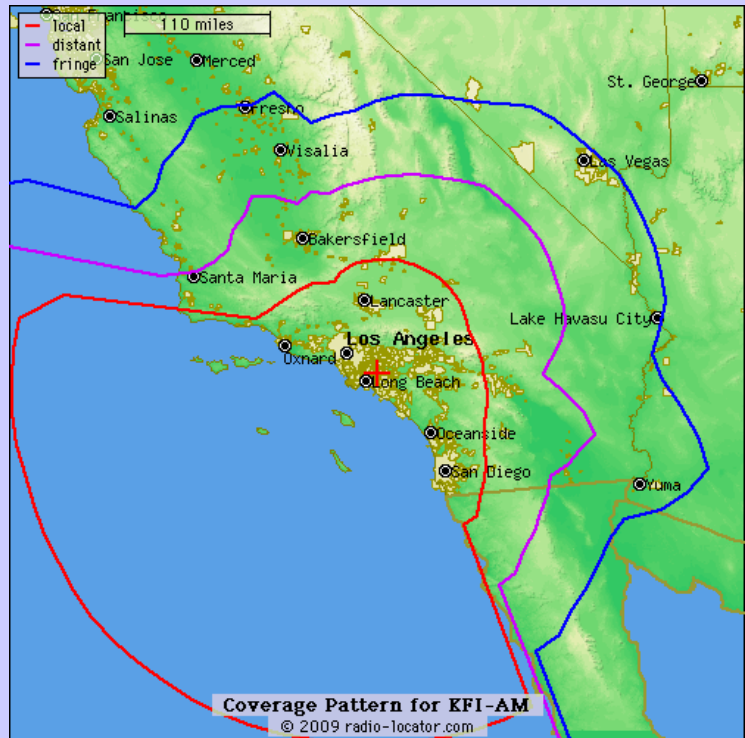 San Francisco
local
distant
fringe
110 miles
San Jose
Merced
St. George
Salinas
Fresno
Visalia
Las Vegas
Bakersfield
Santa Maria
Lancaster
Lake Havasu City
Los Angeles
Oxnard
Long Beach
Oceanside
San Diego
Yuma
Coverage Pattern for KFI-AM
© 2009 radio-locator.com